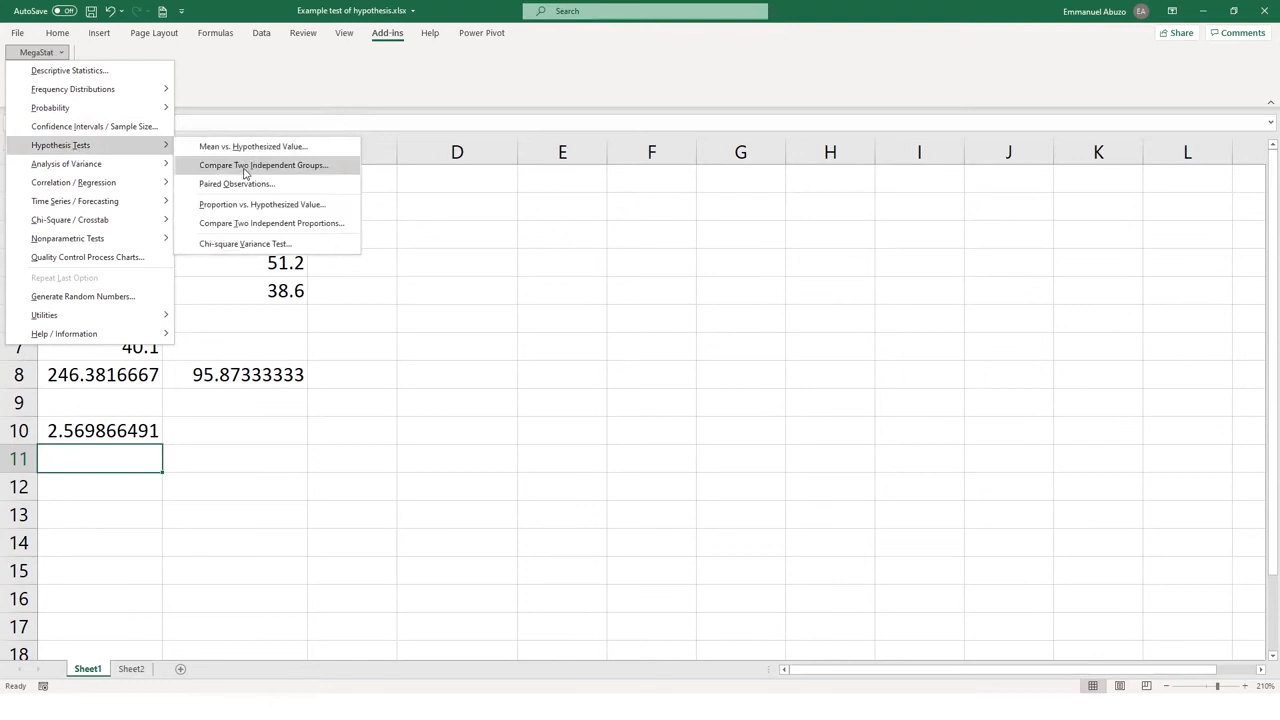 AutoSave Off Example test of hypothesis.xlsx Search Emmanuel Abuzo EA
File Home Insert Page Layout Formulas Data Review View Add-ins Help Power Pivot Share Comments
MegaStat
Descriptive Statistics...
Frequency Distributions
Probability
Confidence Intervals / Sample Size...
Hypothesis Tests
Analysis of Variance
Correlation / Regression
Time Series / Forecasting
Chi-Square / Crosstab
Nonparametric Tests
Quality Control Process Charts...
Repeat Last Option
Generate Random Numbers...
Utilities
Help / Information
Mean vs. Hypothesized Value...
Compare Two Independent Groups...
Paired Observations...
Proportion vs. Hypothesized Value...
Compare Two Independent Proportions...
Chi-square Variance Test...
D E F G H I J K L
51.2
38.6
7 40.1
8 246.3816667 95.87333333
9
10 2.569866491
11
12
13
14
15
16
17
18
Sheet1 Sheet2
Ready 210%